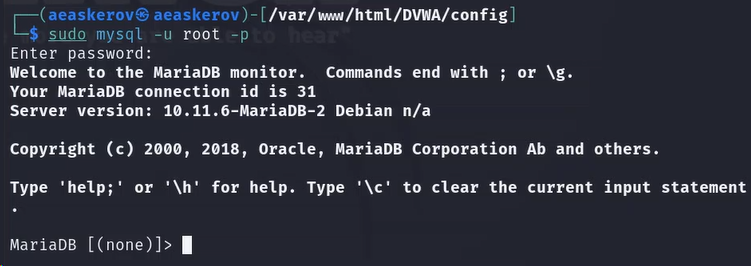 ┌──(aeaskerov㉿aeaskerov)-[/var/www/html/DVWA/config]
└─$ sudo mysql -u root -p
Enter password:
Welcome to the MariaDB monitor.  Commands end with ; or \g.
Your MariaDB connection id is 31
Server version: 10.11.6-MariaDB-2 Debian n/a

Copyright (c) 2000, 2018, Oracle, MariaDB Corporation Ab and others.

Type 'help;' or '\h' for help. Type '\c' to clear the current input statement
.

MariaDB [(none)]>